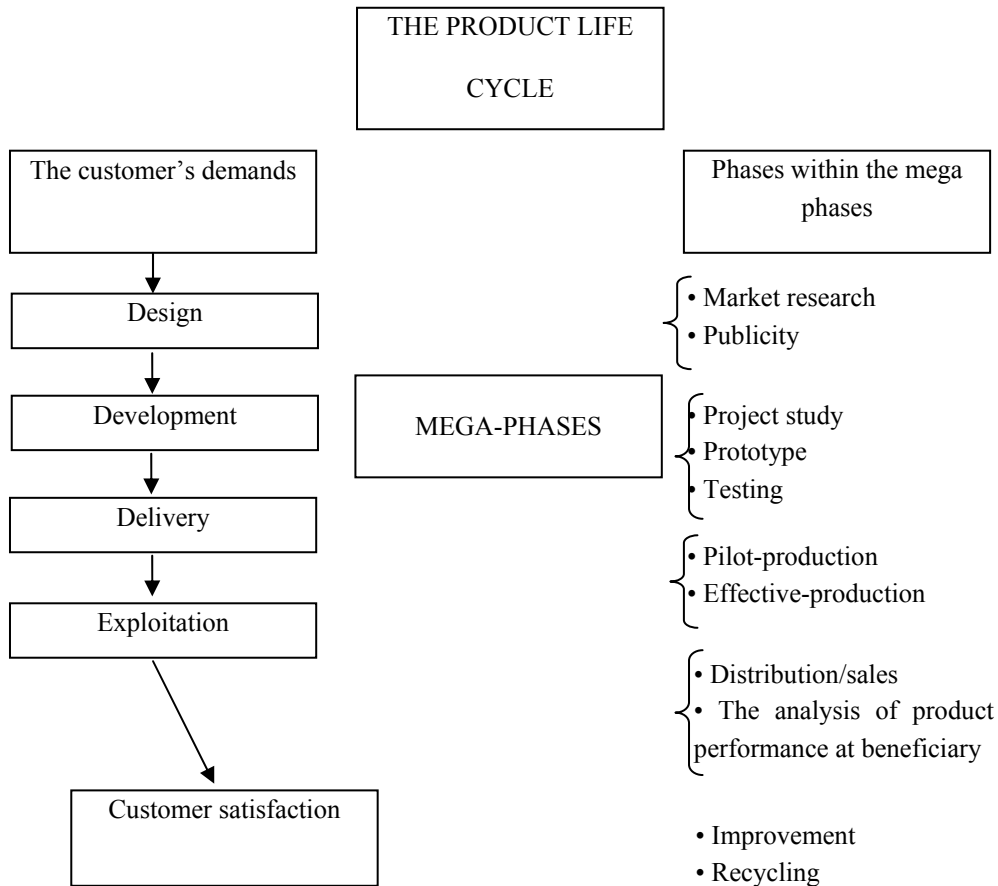 THE PRODUCT LIFE
CYCLE
The customer’s demands
Design
Development
Delivery
Exploitation
Customer satisfaction
MEGA-PHASES
Phases within the mega
phases
• Market research
• Publicity
• Project study
• Prototype
• Testing
• Pilot-production
• Effective-production
• Distribution/sales
• The analysis of product
performance at beneficiary
• Improvement
• Recycling